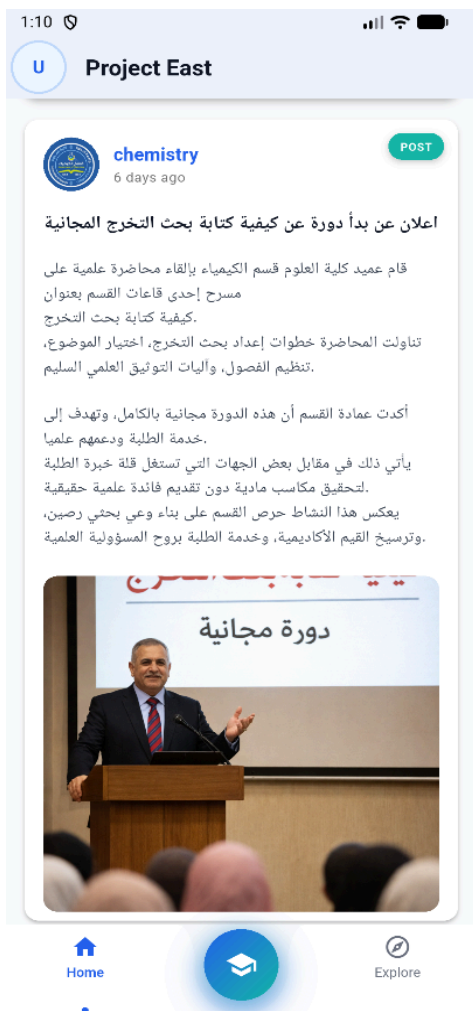 1:10
U
Project East
chemistry
POST
6 days ago
اعلان عن بدأ دورة عن كيفية كتابة بحث التخرج المجانية
قام عميد كلية العلوم قسم الكيمياء بإلقاء محاضرة علمية على
مسرح إحدى قاعات القسم بعنوان
كيفية كتابة بحث التخرج.
تناولت المحاضرة خطوات إعداد بحث التخرج، اختيار الموضوع،
تنظيم الفصول، وآليات التوثيق العلمي السليم.
أكدت عمادة القسم أن هذه الدورة مجانية بالكامل، وتهدف إلى
خدمة الطلبة ودعمهم علميا.
يأتي ذلك في مقابل بعض الجهات التي تستغل قلة خبرة الطلبة
لتحقيق مكاسب مادية دون تقديم فائدة علمية حقيقية.
يعكس هذا النشاط حرص القسم على بناء وعي بحثي رصين،
وترسيخ القيم الأكاديمية، وخدمة الطلبة بروح المسؤولية العلمية.
كتابة بحث التخرج
دورة مجانية
Home
Explore